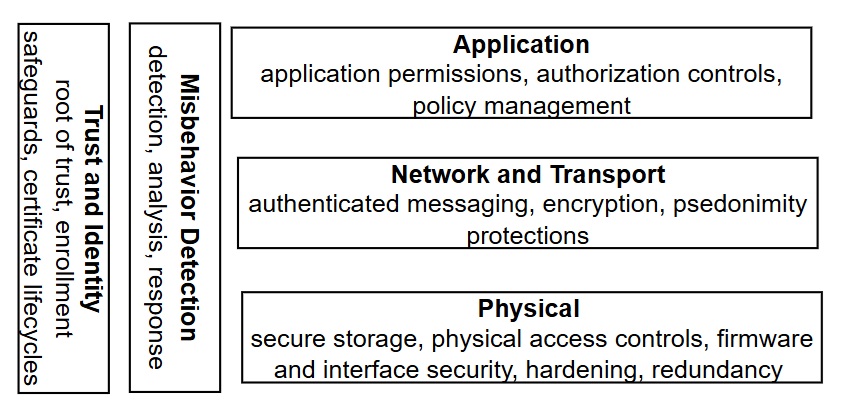 Trust and Identity
root of trust, enrollment
safeguards, certificate lifecycles
Misbehavior Detection
detection, analysis, response
Application
application permissions, authorization controls,
policy management
Network and Transport
authenticated messaging, encryption, psedonimity
protections
Physical
secure storage, physical access controls, firmware
and interface security, hardening, redundancy